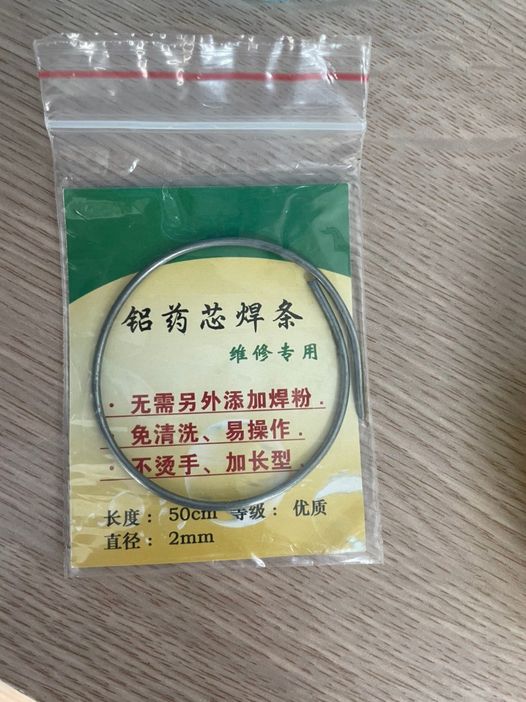 铝药芯焊条
维修专用
· 无需另外添加焊粉.
· 免清洗、易操作.
· 不烫手、加长型.
长度： 50cm 等级： 优质
直径： 2mm